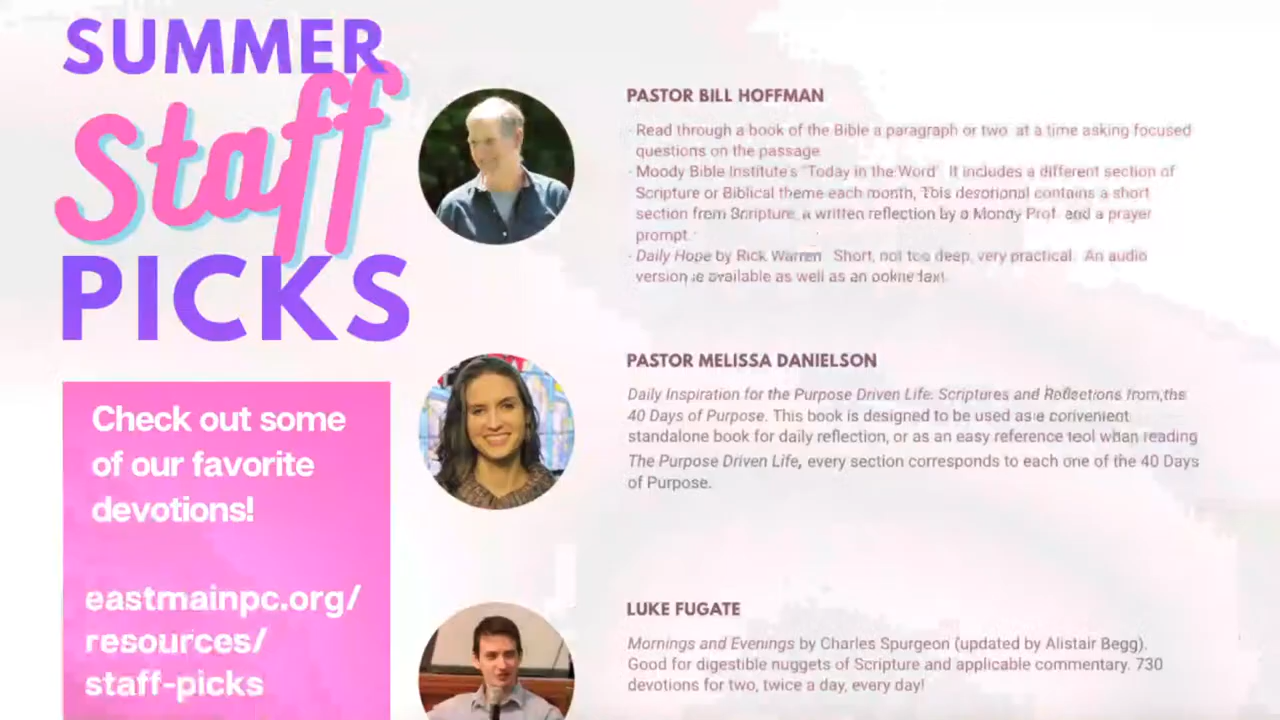 SUMMER
Staff
PICKS
Check out some
of our favorite
devotions!
eastmainpc.org/
resources/
staff-picks
PASTOR BILL HOFFMAN
· Read through a book of the Bible a paragraph or two at a time asking focused
questions on the passage
· Moody Bible Institute's "Today in the Word" It includes a different section of
Scripture or Biblical theme each month, This devotional contains a short
section from Scripture, a written reflection by a Moody Prof and a prayer
prompt.
· Daily Hope by Rick Warren Short, not too deep, very practical. An audio
version is available as well as an
PASTOR MELISSA DANIELSON
Daily Inspiration for the Purpose Driven Life: Scriptures and Reflections from the
40 Days of Purpose. This book is designed to be used as a convenient
standalone book for daily reflection, or as an easy reference tool when reading
The Purpose Driven Life, every section corresponds to each one of the 40 Days
of Purpose.
LUKE FUGATE
Mornings and Evenings by Charles Spurgeon (updated by Alistair Begg).
Good for digestible nuggets of Scripture and applicable commentary. 730
devotions for two, twice a day, every day!